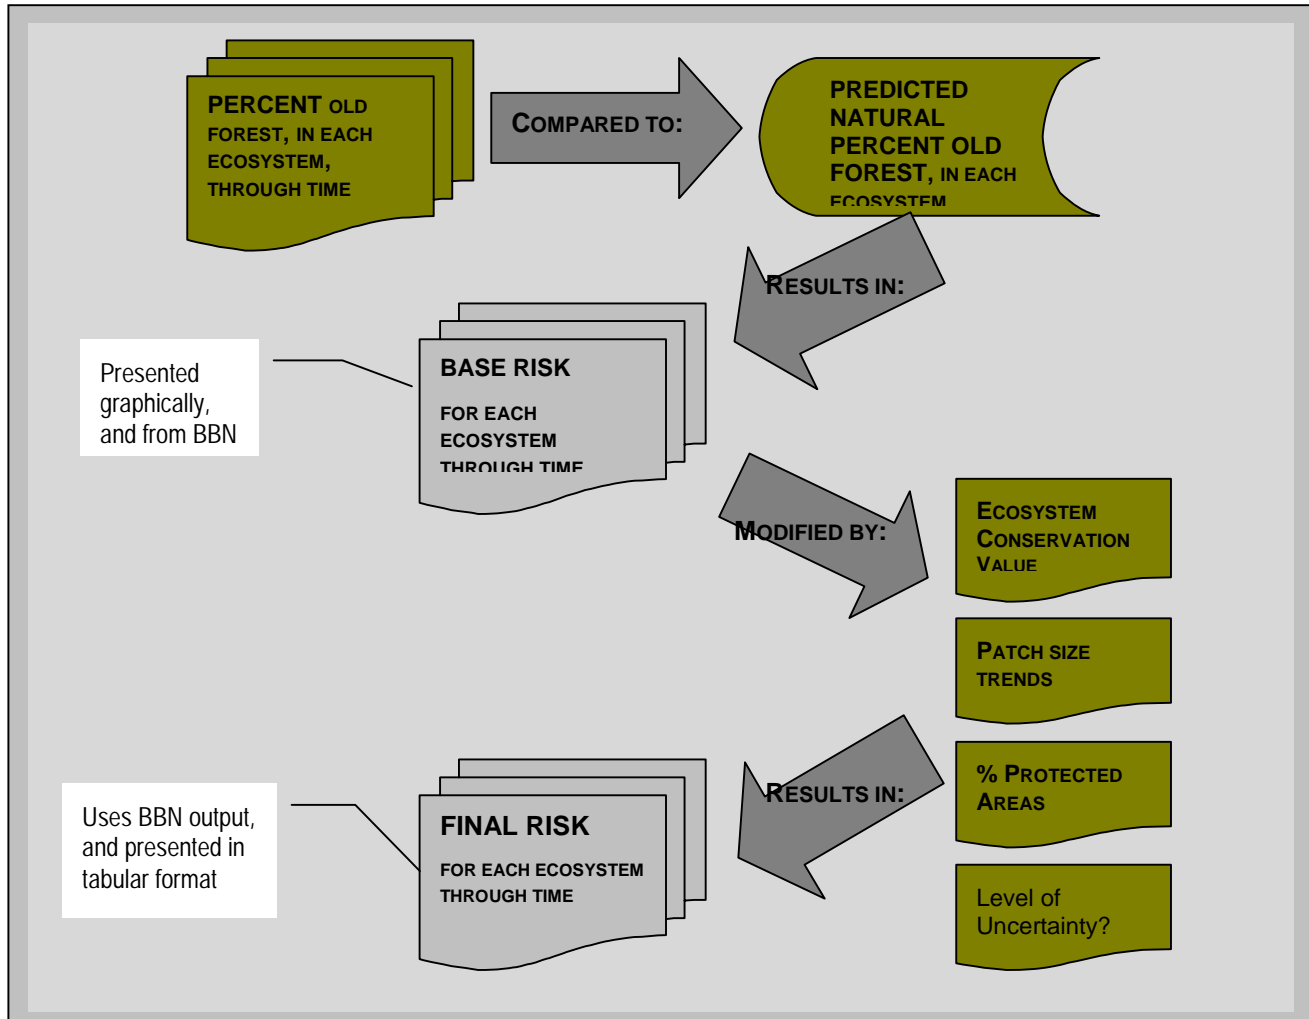 PERCENT OLD
FOREST, IN EACH
ECOSYSTEM,
THROUGH TIME
COMPARED TO:
PREDICTED
NATURAL
PERCENT OLD
FOREST, IN EACH
ECOSYSTEM
RESULTS IN:
Presented
graphically,
and from BBN
BASE RISK
FOR EACH
ECOSYSTEM
THROUGH TIME
MODIFIED BY:
ECOSYSTEM
CONSERVATION
VALUE
PATCH SIZE
TRENDS
% PROTECTED
AREAS
Level of
Uncertainty?
RESULTS IN:
Uses BBN output,
and presented in
tabular format
FINAL RISK
FOR EACH ECOSYSTEM
THROUGH TIME